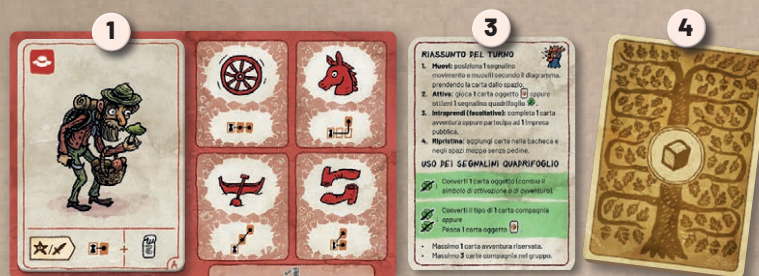 1
3
4
RIASSUNTO DEL TURNO
1. Muovi: posiziona 1 segnalino
movimento e muoviti secondo il diagramma,
prendendo la carta dallo spazio.
2. Attiva: gioca 1 carta oggetto oppure
ottieni 1 segnalino quadrifoglio.
3. Intraprendi (facoltativo): completa 1 carta
avventura oppure partecipa ad 1 impresa
pubblica.
4. Ripristina: aggiungi carte nella bacheca e
negli spazi mappa senza pedine.
USO DEI SEGNALINI QUADRIFOGLIO
: Converti 1 carta oggetto (cambia il
simbolo di attivazione o di avventura).
: Converti il tipo di 1 carta compagnia
oppure
Pesca 1 carta oggetto
• Massimo 1 carta avventura riservata.
• Massimo 3 carte compagnia nel gruppo.
A